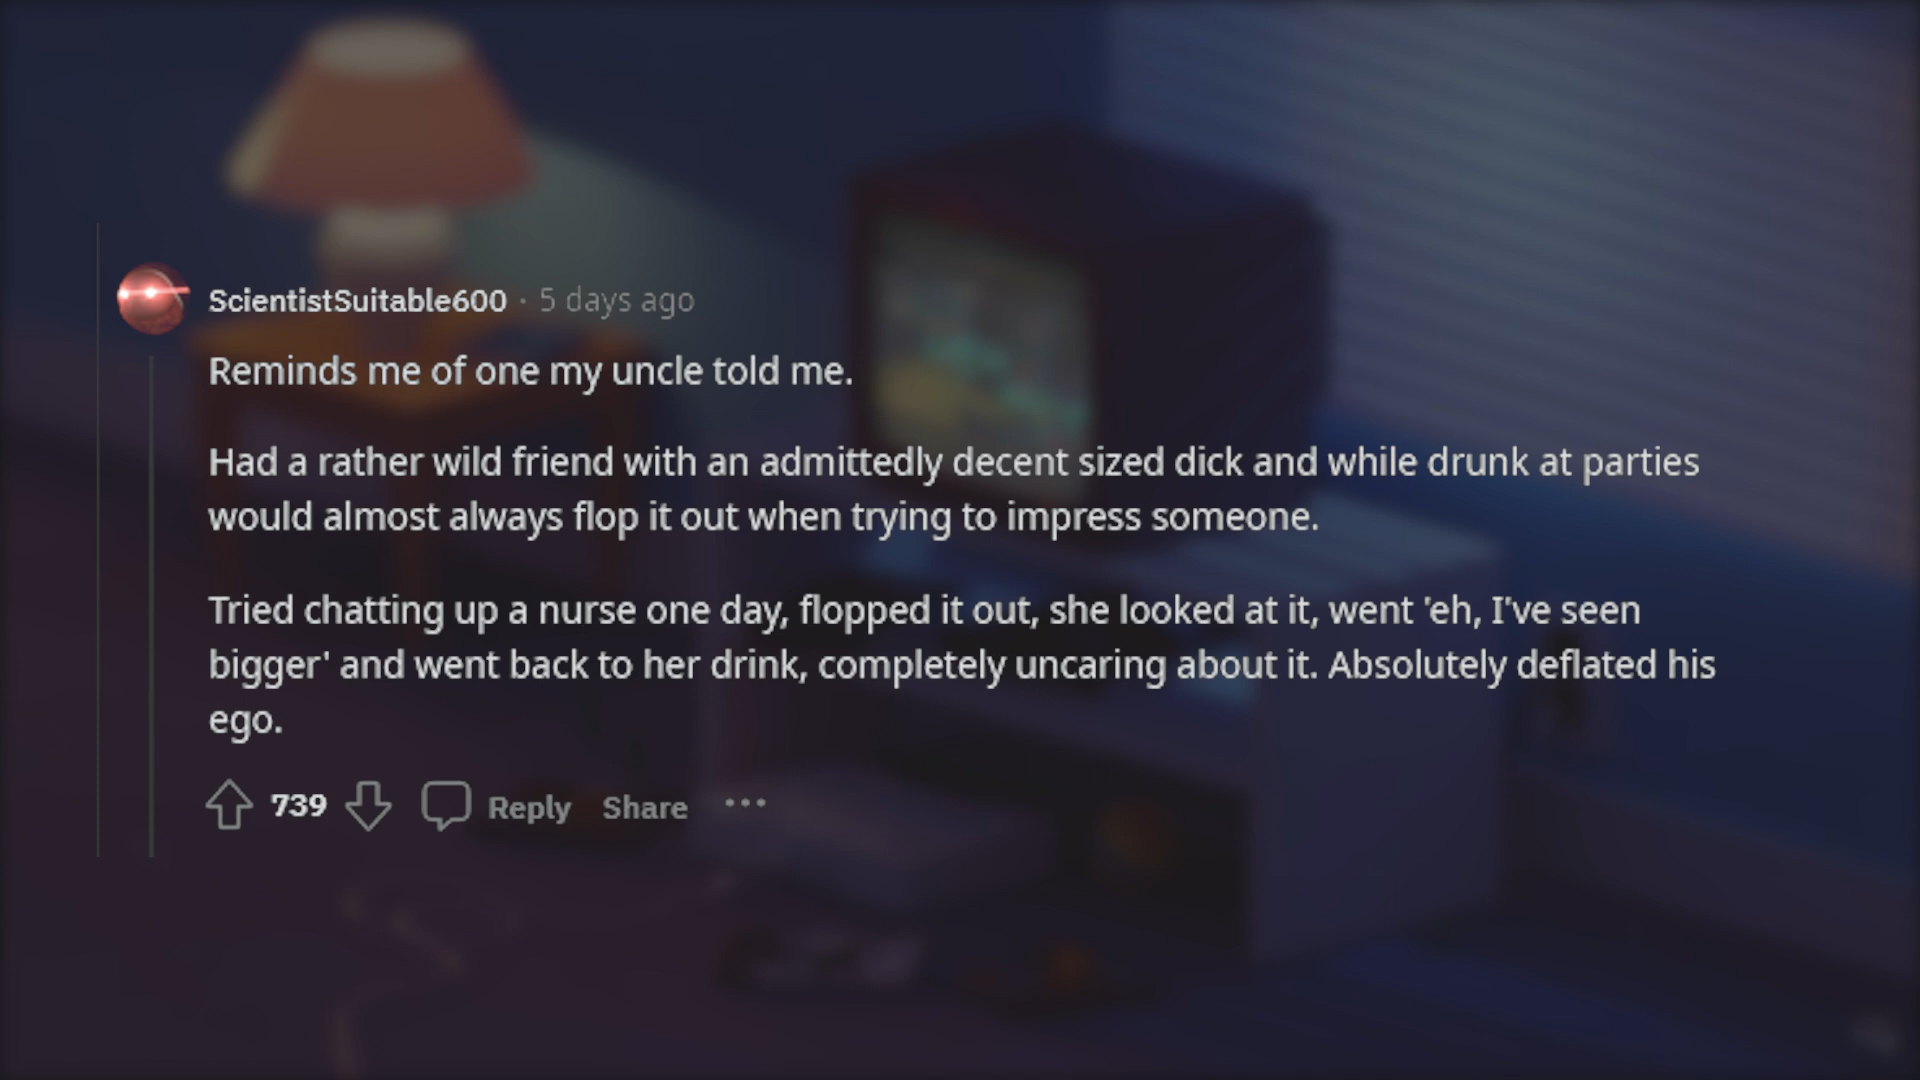 ScientistSuitable600 · 5 days ago
Reminds me of one my uncle told me.
Had a rather wild friend with an admittedly decent sized dick and while drunk at parties
would almost always flop it out when trying to impress someone.
Tried chatting up a nurse one day, flopped it out, she looked at it, went 'eh, I've seen
bigger' and went back to her drink, completely uncaring about it. Absolutely deflated his
ego.
739 Reply Share ···